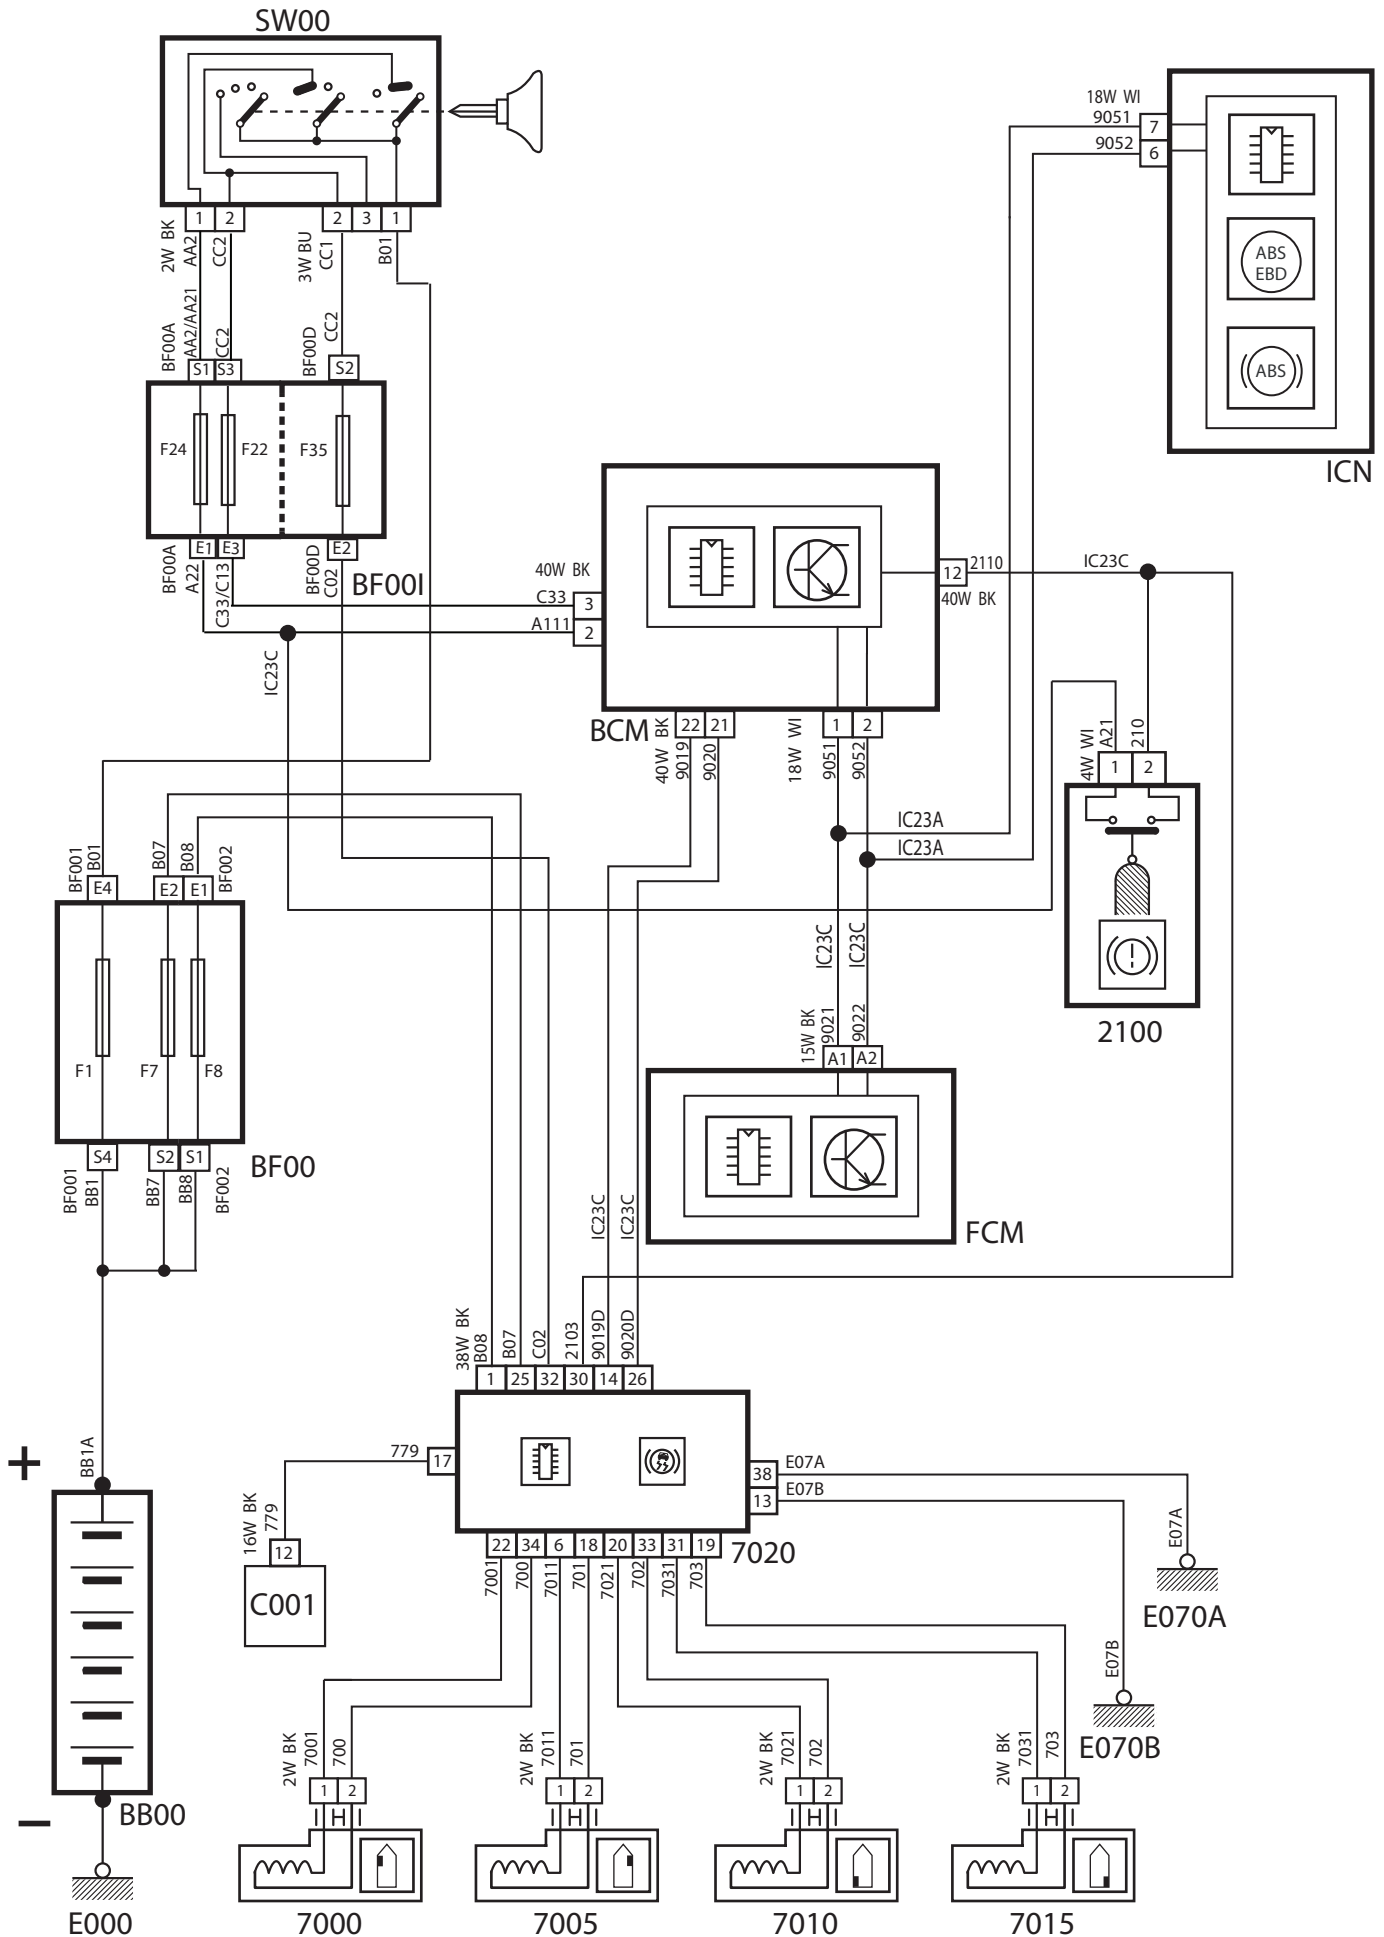 SW00
1
2
2
3
1
2W BK
AA2
CC2
3W BU
CC1
B01
BF00A
AA2/AA21
CC2
BF00D
CC2
S1
S3
S2
F24
F22
F35
E1
E3
E2
BF00A
A22
C33/C13
BF00D
C02
BF00I
IC23C
18W WI
9051
7
9052
6
ABS
EBD
ABS
ICN
40W BK
C33
3
A111
2
12
2110
40W BK
IC23C
BCM
22
21
1
2
40W BK
9019
9020
18W WI
9051
9052
IC23A
IC23A
4W WI
A21
210
1
2
2100
BF001
B01
B07
B08
BF002
E4
E2
E1
F1
F7
F8
S4
S2
S1
BF001
BB1
BB7
BB8
BF002
BF00
IC23C
IC23C
15W BK
9021
9022
A1
A2
FCM
IC23C
IC23C
38W BK
B08
B07
C02
2103
9019D
9020D
1
25
32
30
14
26
779
17
38
E07A
13
E07B
16W BK
779
12
C001
22
34
6
18
20
33
31
19
7020
7001
700
7011
701
7021
702
7031
703
E07A
E070A
E07B
E070B
+
BB1A
−
BB00
E000
2W BK
7001
700
1
2
7000
2W BK
7011
701
1
2
7005
2W BK
7021
702
1
2
7010
2W BK
7031
703
1
2
7015